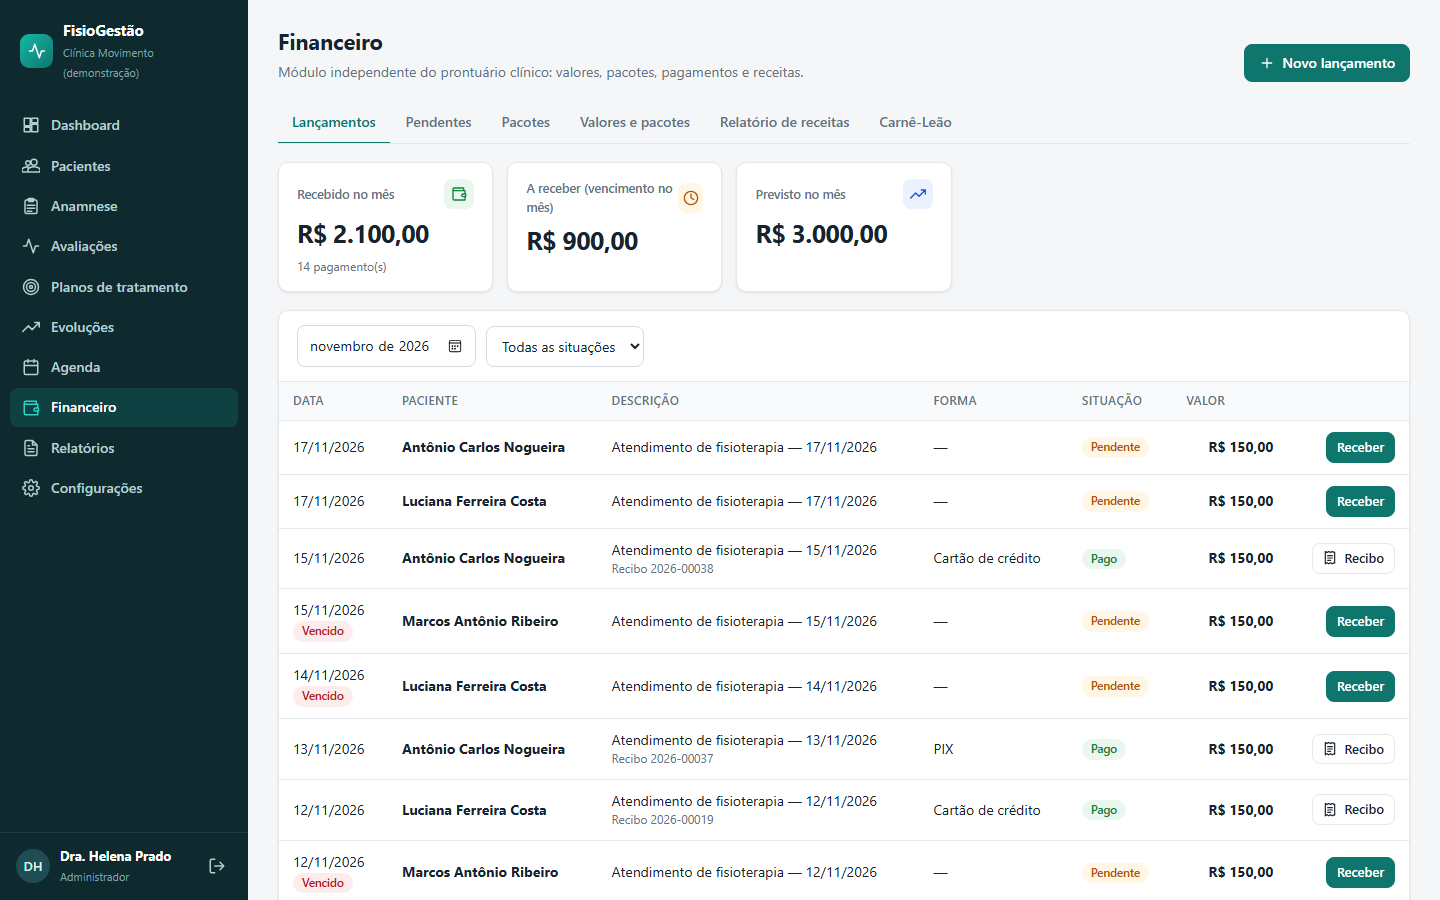 FisioGestão
Clínica Movimento
(demonstração)
Dashboard
Pacientes
Anamnese
Avaliações
Planos de tratamento
Evoluções
Agenda
Financeiro
Relatórios
Configurações
DH
Dra. Helena Prado
Administrador
Financeiro
Módulo independente do prontuário clínico: valores, pacotes, pagamentos e receitas.
+ Novo lançamento
Lançamentos Pendentes Pacotes Valores e pacotes Relatório de receitas Carnê-Leão
Recebido no mês
R$ 2.100,00
14 pagamento(s)
A receber (vencimento no
mês)
R$ 900,00
Previsto no mês
R$ 3.000,00
novembro de 2026 Todas as situações
DATA PACIENTE DESCRIÇÃO FORMA SITUAÇÃO VALOR
17/11/2026 Antônio Carlos Nogueira Atendimento de fisioterapia — 17/11/2026 — Pendente R$ 150,00 Receber
17/11/2026 Luciana Ferreira Costa Atendimento de fisioterapia — 17/11/2026 — Pendente R$ 150,00 Receber
15/11/2026 Antônio Carlos Nogueira Atendimento de fisioterapia — 15/11/2026 Cartão de crédito Pago R$ 150,00 Recibo
Recibo 2026-00038
15/11/2026 Marcos Antônio Ribeiro Atendimento de fisioterapia — 15/11/2026 — Pendente R$ 150,00 Receber
Vencido
14/11/2026 Luciana Ferreira Costa Atendimento de fisioterapia — 14/11/2026 — Pendente R$ 150,00 Receber
Vencido
13/11/2026 Antônio Carlos Nogueira Atendimento de fisioterapia — 13/11/2026 PIX Pago R$ 150,00 Recibo
Recibo 2026-00037
12/11/2026 Luciana Ferreira Costa Atendimento de fisioterapia — 12/11/2026 Cartão de crédito Pago R$ 150,00 Recibo
Recibo 2026-00019
12/11/2026 Marcos Antônio Ribeiro Atendimento de fisioterapia — 12/11/2026 — Pendente R$ 150,00 Receber
Vencido